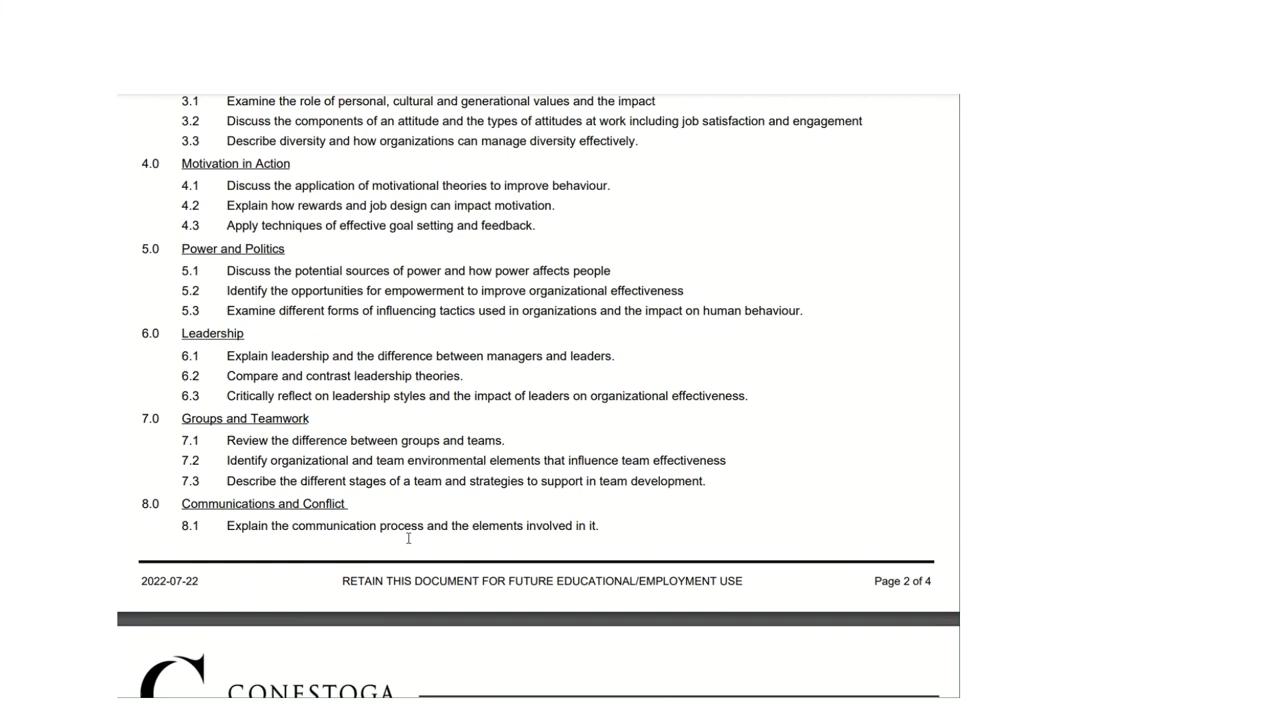 3.1 Examine the role of personal, cultural and generational values and the impact
3.2 Discuss the components of an attitude and the types of attitudes at work including job satisfaction and engagement
3.3 Describe diversity and how organizations can manage diversity effectively.
4.0 Motivation in Action
4.1 Discuss the application of motivational theories to improve behaviour.
4.2 Explain how rewards and job design can impact motivation.
4.3 Apply techniques of effective goal setting and feedback.
5.0 Power and Politics
5.1 Discuss the potential sources of power and how power affects people
5.2 Identify the opportunities for empowerment to improve organizational effectiveness
5.3 Examine different forms of influencing tactics used in organizations and the impact on human behaviour.
6.0 Leadership
6.1 Explain leadership and the difference between managers and leaders.
6.2 Compare and contrast leadership theories.
6.3 Critically reflect on leadership styles and the impact of leaders on organizational effectiveness.
7.0 Groups and Teamwork
7.1 Review the difference between groups and teams.
7.2 Identify organizational and team environmental elements that influence team effectiveness
7.3 Describe the different stages of a team and strategies to support in team development.
8.0 Communications and Conflict
8.1 Explain the communication process and the elements involved in it.
2022-07-22 RETAIN THIS DOCUMENT FOR FUTURE EDUCATIONAL/EMPLOYMENT USE Page 2 of 4
C CONESTOGA